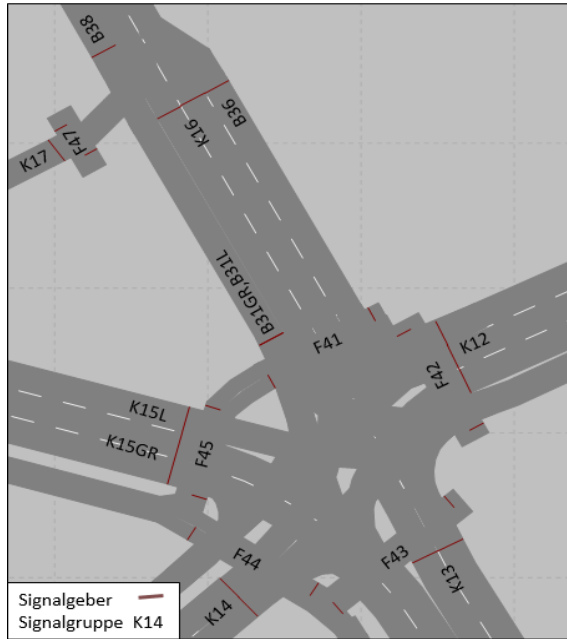 B38
B36
K16
F47
K17
B31GR,B31L
F41
K12
F42
K15L
K15GR
F45
F44
F43
K13
K14
Signalgeber
Signalgruppe K14